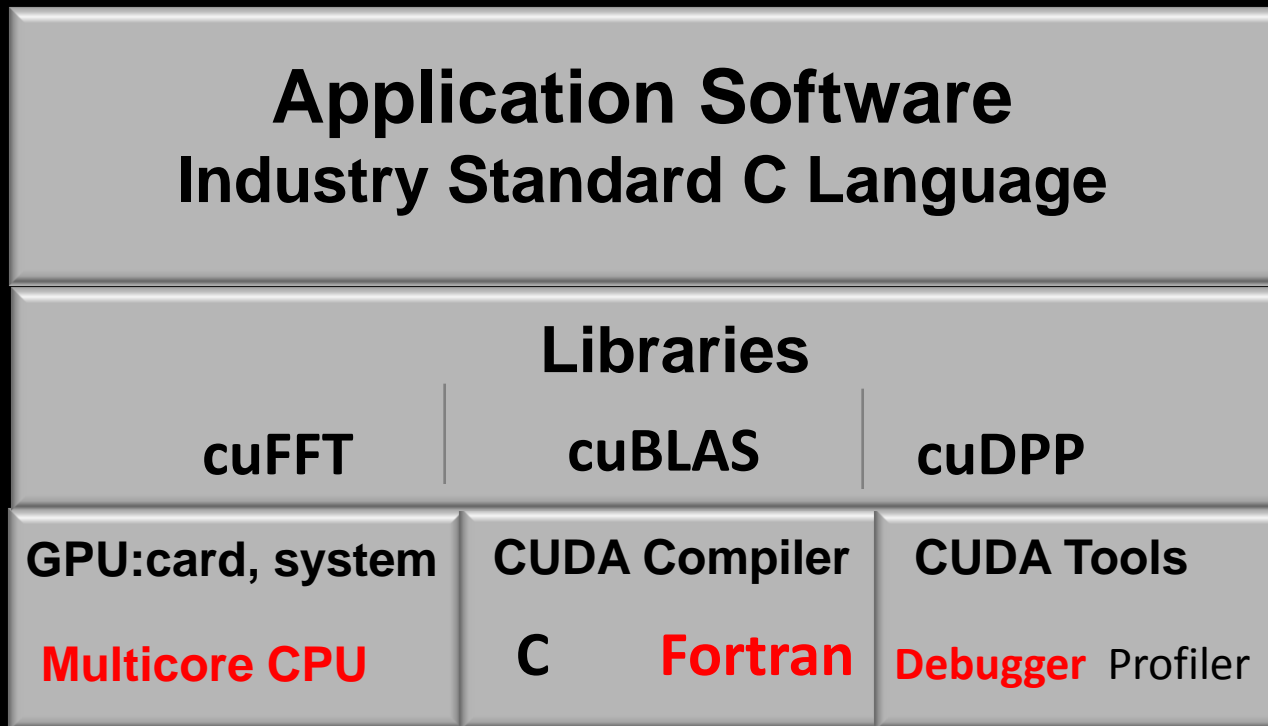 Application Software
Industry Standard C Language
Libraries
cuFFT
cuBLAS
cuDPP
GPU:card, system
Multicore CPU
CUDA Compiler
C Fortran
CUDA Tools
Debugger Profiler